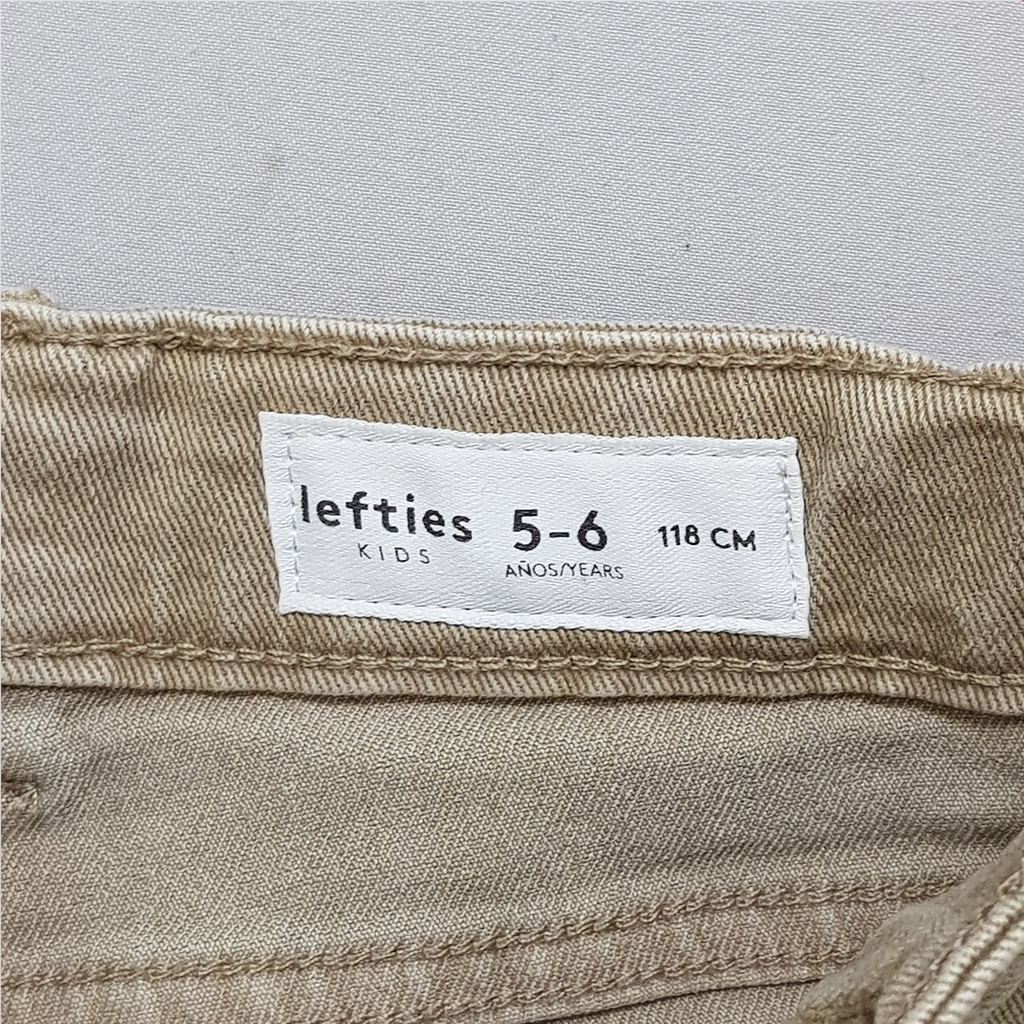 lefties 5-6 118 CM
KIDS AÑOS/YEARS